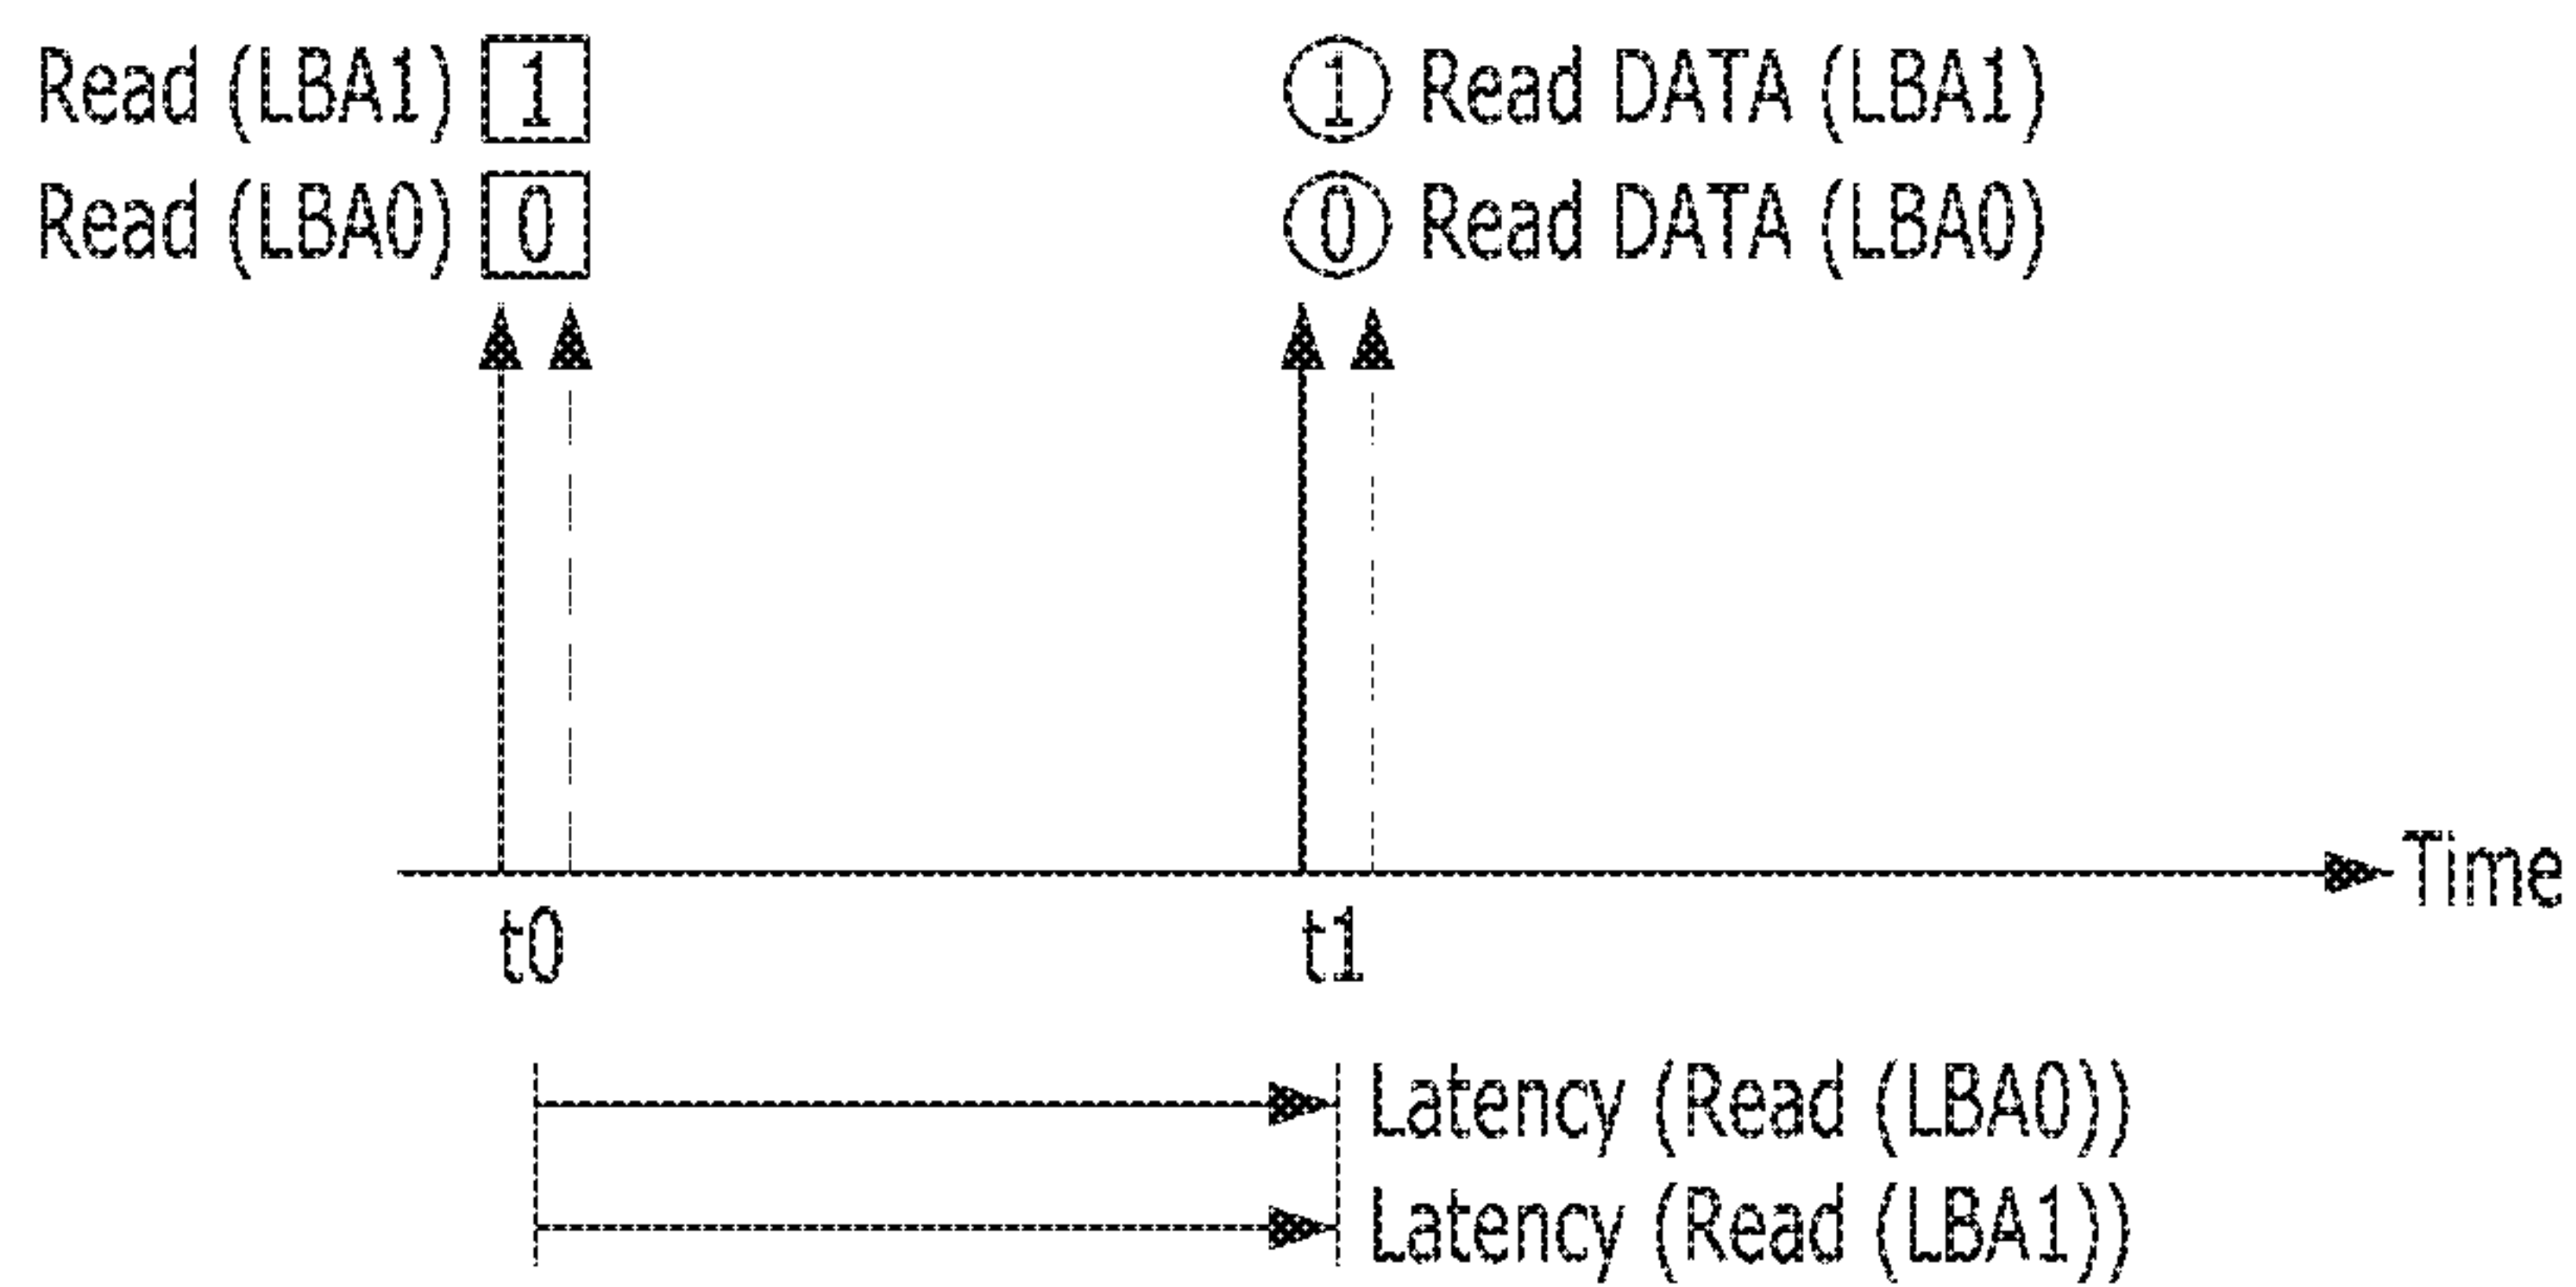 Read (LBA1) 1 1 Read DATA (LBA1)
Read (LBA0) 0 0 Read DATA (LBA0)
Time
t0 t1
Latency (Read (LBA0))
Latency (Read (LBA1))